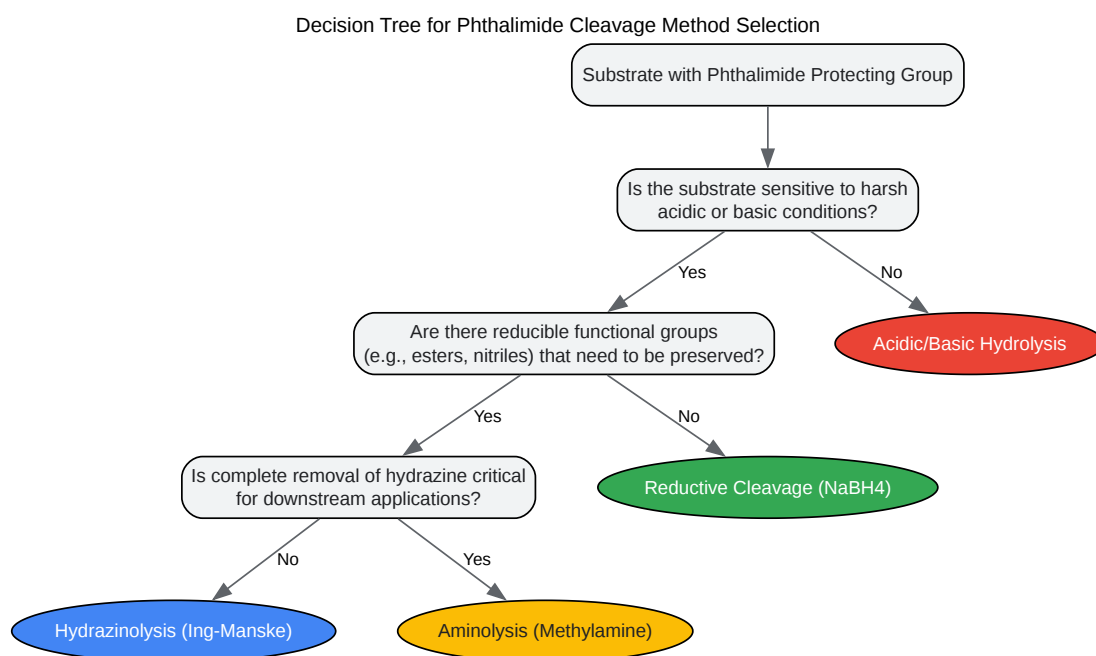 Decision Tree for Phthalimide Cleavage Method Selection
Substrate with Phthalimide Protecting Group
Is the substrate sensitive to harsh
acidic or basic conditions?
Yes
No
Are there reducible functional groups
(e.g., esters, nitriles) that need to be preserved?
Acidic/Basic Hydrolysis
Yes
No
Is complete removal of hydrazine critical
for downstream applications?
Reductive Cleavage (NaBH4)
No
Yes
Hydrazinolysis (Ing-Manske)
Aminolysis (Methylamine)